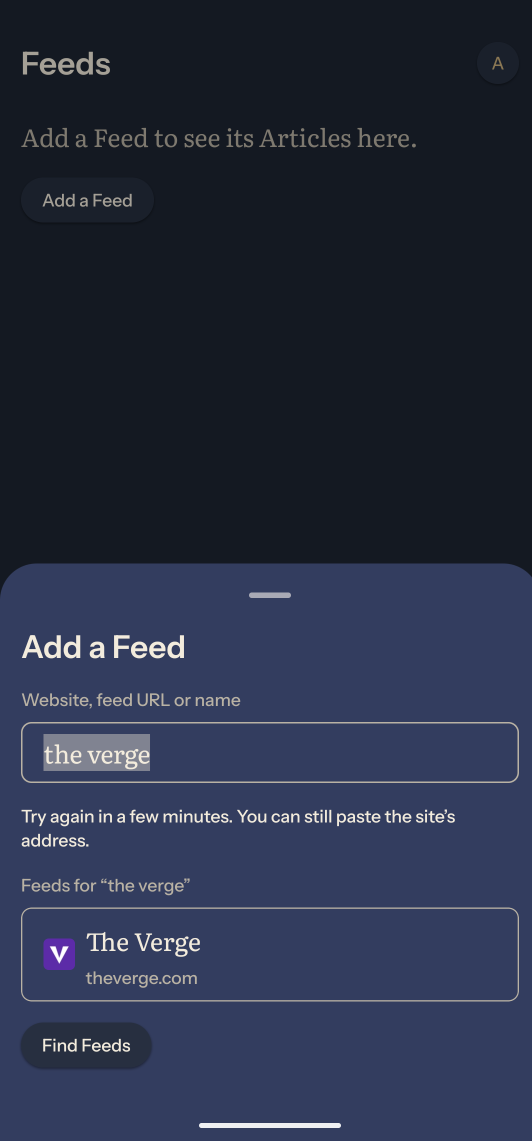 Feeds
A
Add a Feed to see its Articles here.
Add a Feed
Add a Feed
Website, feed URL or name
the verge
Try again in a few minutes. You can still paste the site’s
address.
Feeds for “the verge”
The Verge
theverge.com
Find Feeds